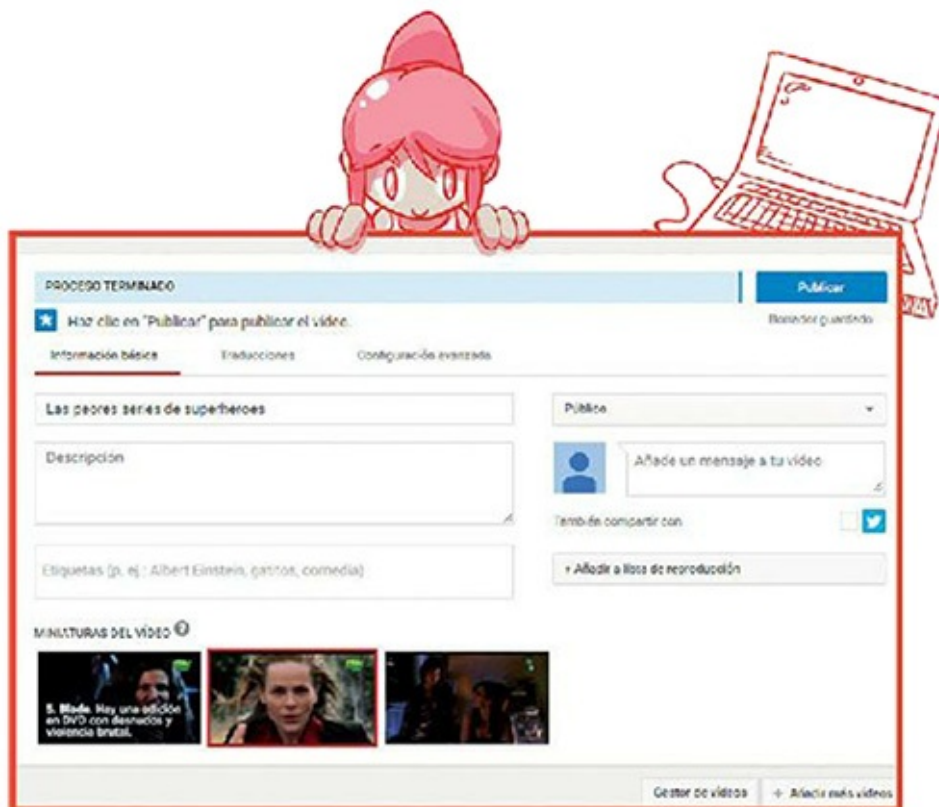 PROCESO TERMINADO
Publicar
Haz clic en "Publicar" para publicar el vídeo.
Borrador guardado
Información básica
Traducciones
Configuración avanzada
Las peores series de superheroes
Público
Descripción
Añade un mensaje a tu vídeo
También compartir con
Etiquetas (p. ej.: Albert Einstein, gatitos, comedia)
+ Añadir a lista de reproducción
MINIATURAS DEL VÍDEO
5. Blade. Hay una edición
en DVD con desnudos y
violencia brutal.
Gestor de vídeos
+ Añadir más vídeos